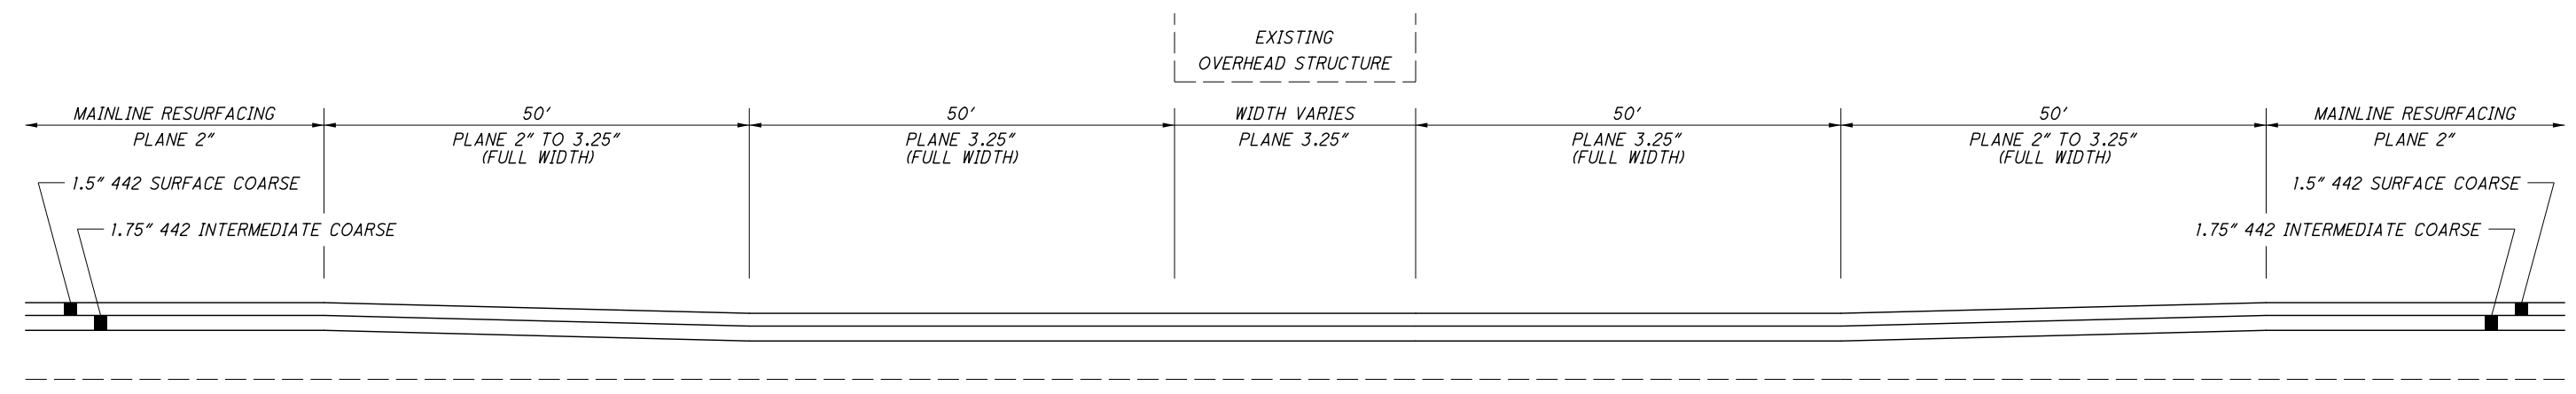 EXISTING
OVERHEAD STRUCTURE
MAINLINE RESURFACING
PLANE 2"
50'
PLANE 2" TO 3.25"
(FULL WIDTH)
50'
PLANE 3.25"
(FULL WIDTH)
WIDTH VARIES
PLANE 3.25"
50'
PLANE 3.25"
(FULL WIDTH)
50'
PLANE 2" TO 3.25"
(FULL WIDTH)
MAINLINE RESURFACING
PLANE 2"
1.5" 442 SURFACE COARSE
1.75" 442 INTERMEDIATE COARSE
1.5" 442 SURFACE COARSE
1.75" 442 INTERMEDIATE COARSE